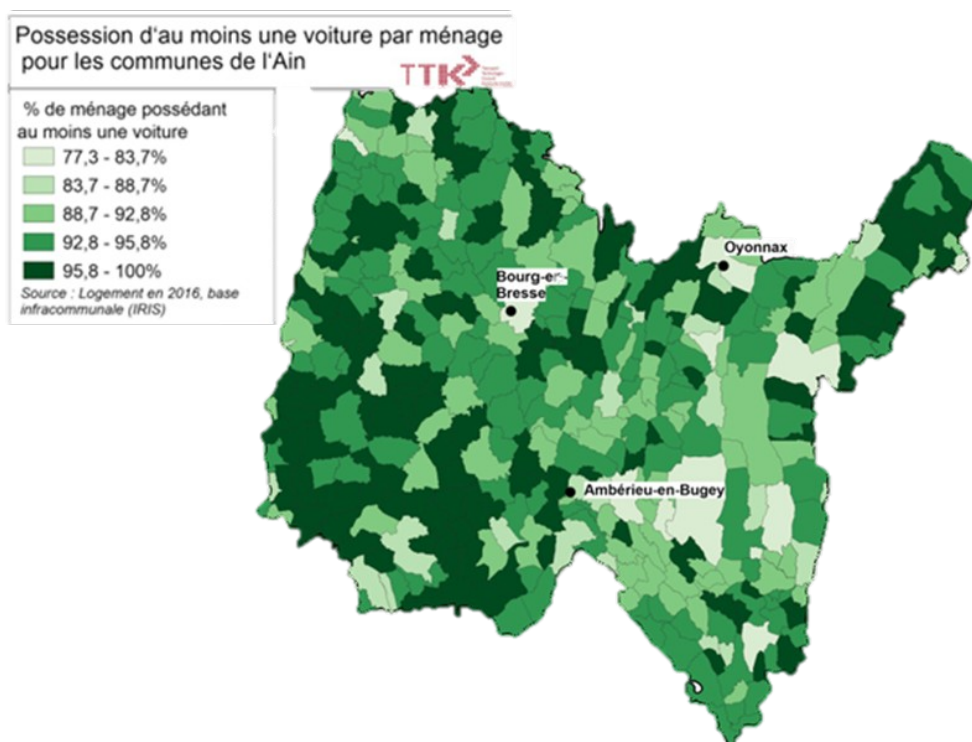 Possession d'au moins une voiture par ménage
pour les communes de l'Ain
TTK
% de ménage possédant
au moins une voiture
77,3 - 83,7%
83,7 - 88,7%
88,7 - 92,8%
92,8 - 95,8%
95,8 - 100%
Source : Logement en 2016, base
infracommunale (IRIS)
Oyonnax
Bourg-en-
Bresse
Ambérieu-en-Bugey